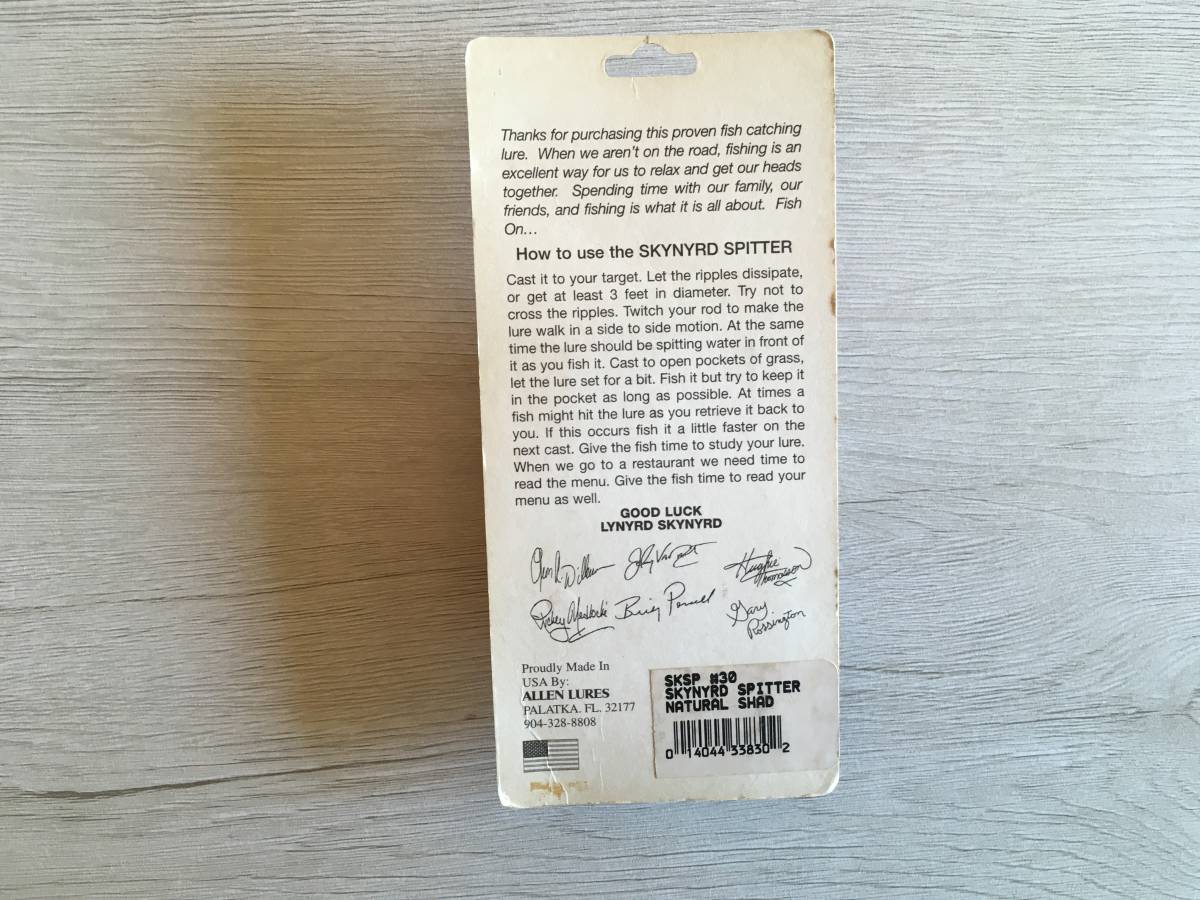 Thanks for purchasing this proven fish catching
lure. When we aren't on the road, fishing is an
excellent way for us to relax and get our heads
together. Spending time with our family, our
friends, and fishing is what it is all about. Fish
On...
How to use the SKYNYRD SPITTER
Cast it to your target. Let the ripples dissipate,
or get at least 3 feet in diameter. Try not to
cross the ripples. Twitch your rod to make the
lure walk in a side to side motion. At the same
time the lure should be spitting water in front of
it as you fish it. Cast to open pockets of grass,
let the lure set for a bit. Fish it but try to keep it
in the pocket as long as possible. At times a
fish might hit the lure as you retrieve it back to
you. If this occurs fish it a little faster on the
next cast. Give the fish time to study your lure.
When we go to a restaurant we need time to
read the menu. Give the fish time to read your
menu as well.
GOOD LUCK
LYNYRD SKYNYRD
Hughie
Thomasson
Billy Powell
Gary
Rossington
Proudly Made In
USA By:
ALLEN LURES
PALATKA. FL. 32177
904-328-8808
SKSP #30
SKYNYRD SPITTER
NATURAL SHAD
0 14044 33830 2